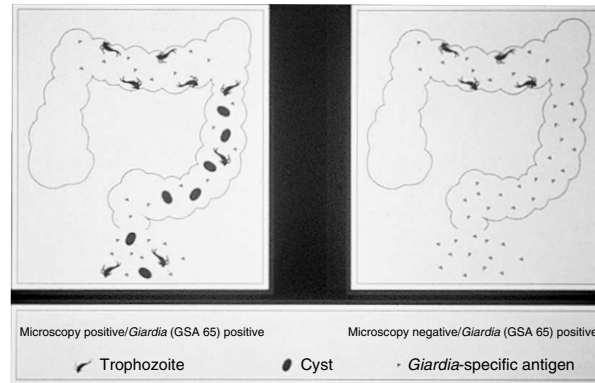 Microscopy positive/Giardia (GSA 65) positive
Microscopy negative/Giardia (GSA 65) positive
Trophozoite
Cyst
Giardia-specific antigen